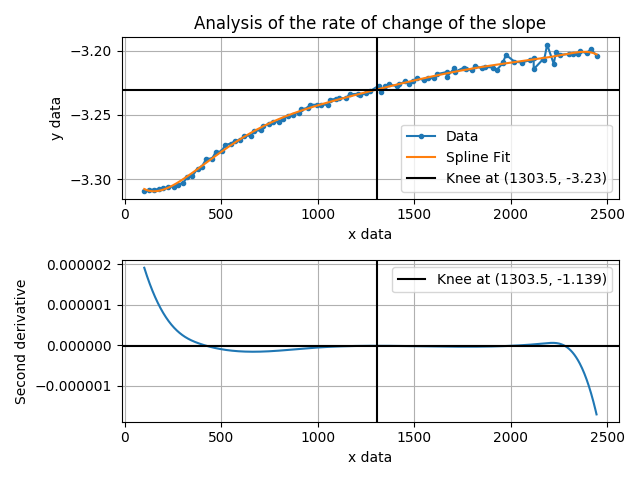 Analysis of the rate of change of the slope
−3.20
−3.25
−3.30
y data
Data
Spline Fit
Knee at (1303.5, -3.23)
0 500 1000 1500 2000 2500
x data
0.000002
0.000001
0.000000
−0.000001
Second derivative
Knee at (1303.5, -1.139)
0 500 1000 1500 2000 2500
x data